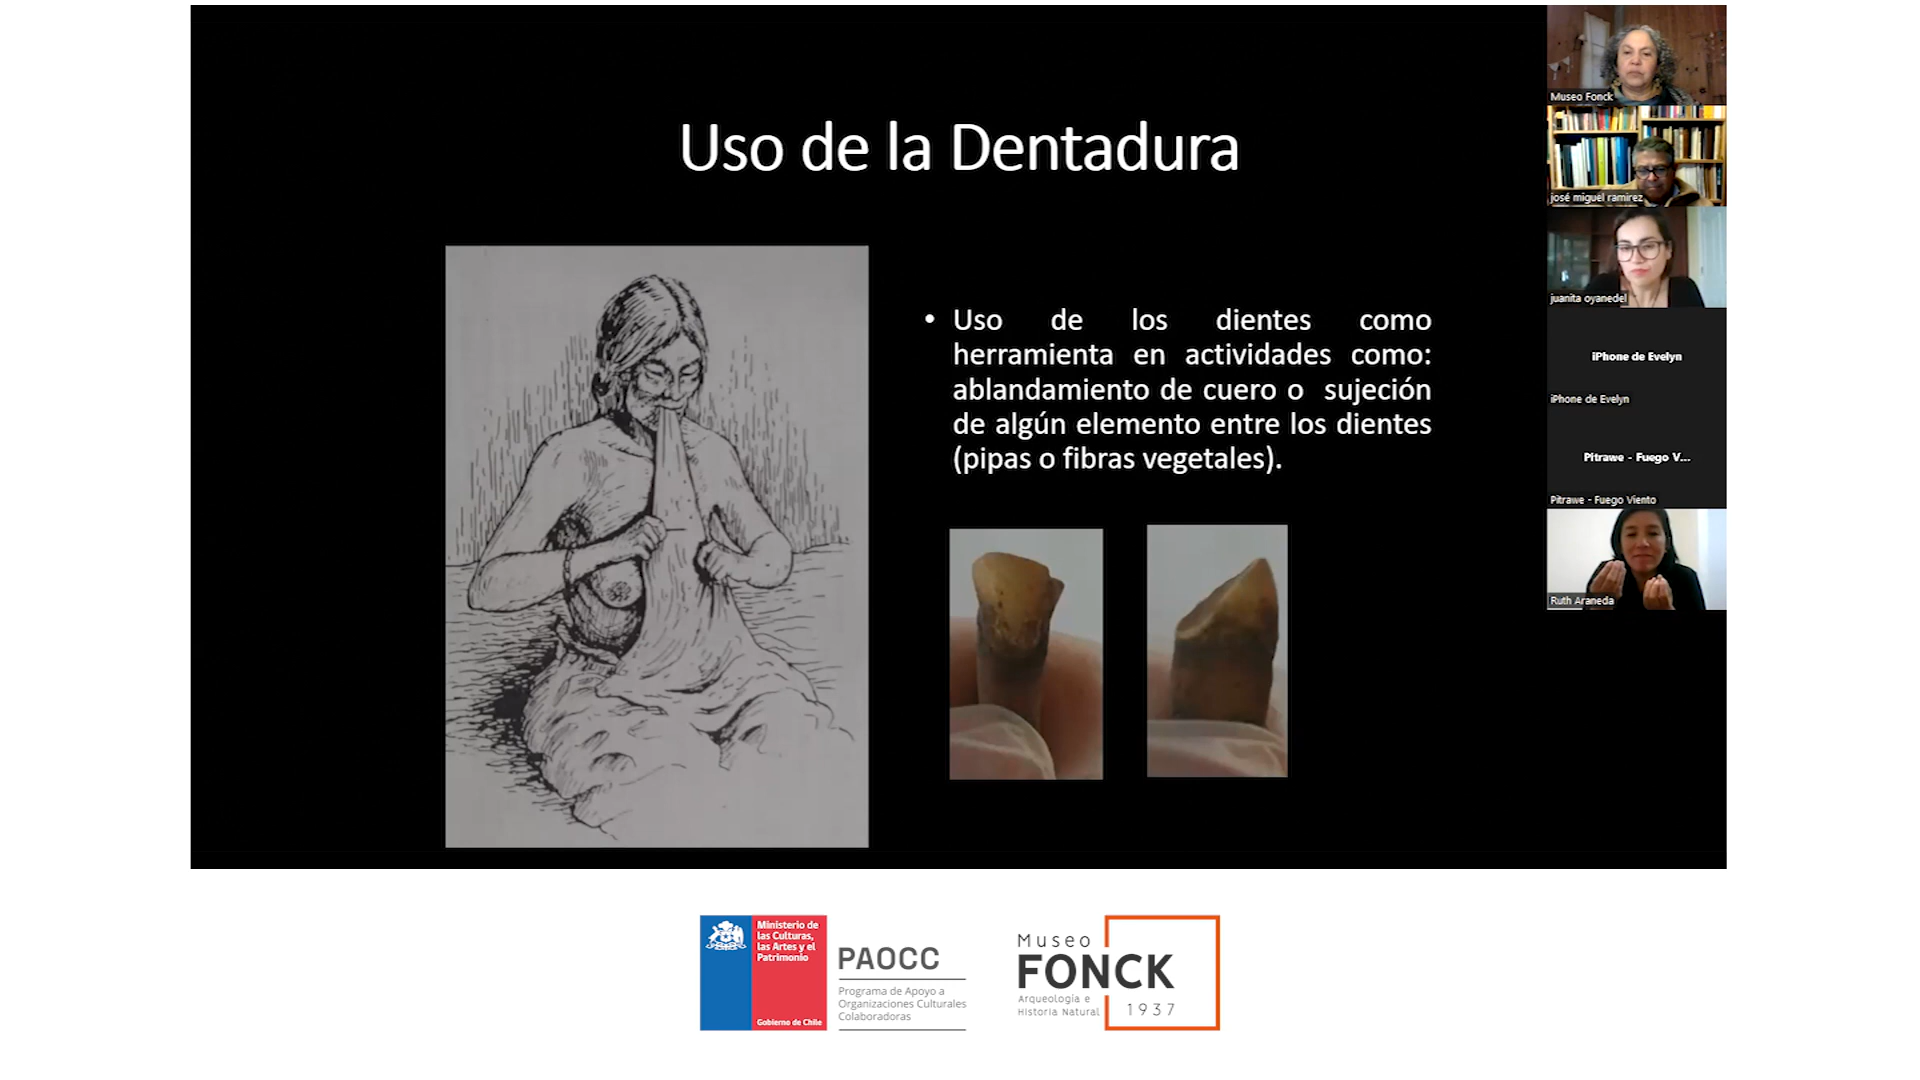 Uso de la Dentadura
• Uso de los dientes como
herramienta en actividades como:
ablandamiento de cuero o sujeción
de algún elemento entre los dientes
(pipas o fibras vegetales).
Museo Fonck
josé miguel ramirez
juanita oyanedel
iPhone de Evelyn
iPhone de Evelyn
Pitrawe - Fuego V...
Pitrawe - Fuego Viento
Ruth Araneda
Ministerio de
las Culturas,
las Artes y el
Patrimonio
Gobierno de Chile
PAOCC
Programa de Apoyo a
Organizaciones Culturales
Colaboradoras
Museo
FONCK
Arqueología e
Historia Natural
1937